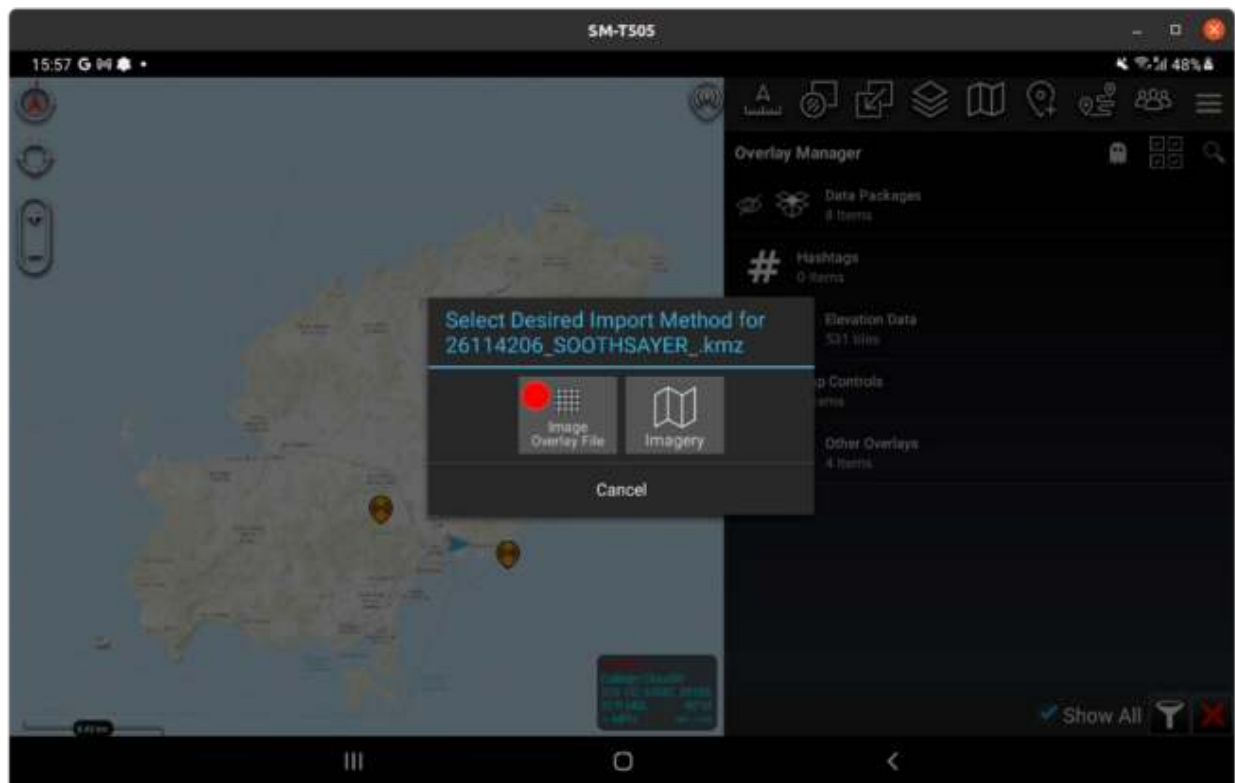 SM-T505
15:57 G
48%
Overlay Manager
Data Packages
8 Items
# Hashtags
0 Items
Elevation Data
531 tiles
Controls
Other Overlays
4 Items
Select Desired Import Method for
26114206_SOOTHSAYER_.kmz
Image
Overlay File
Imagery
Cancel
Show All